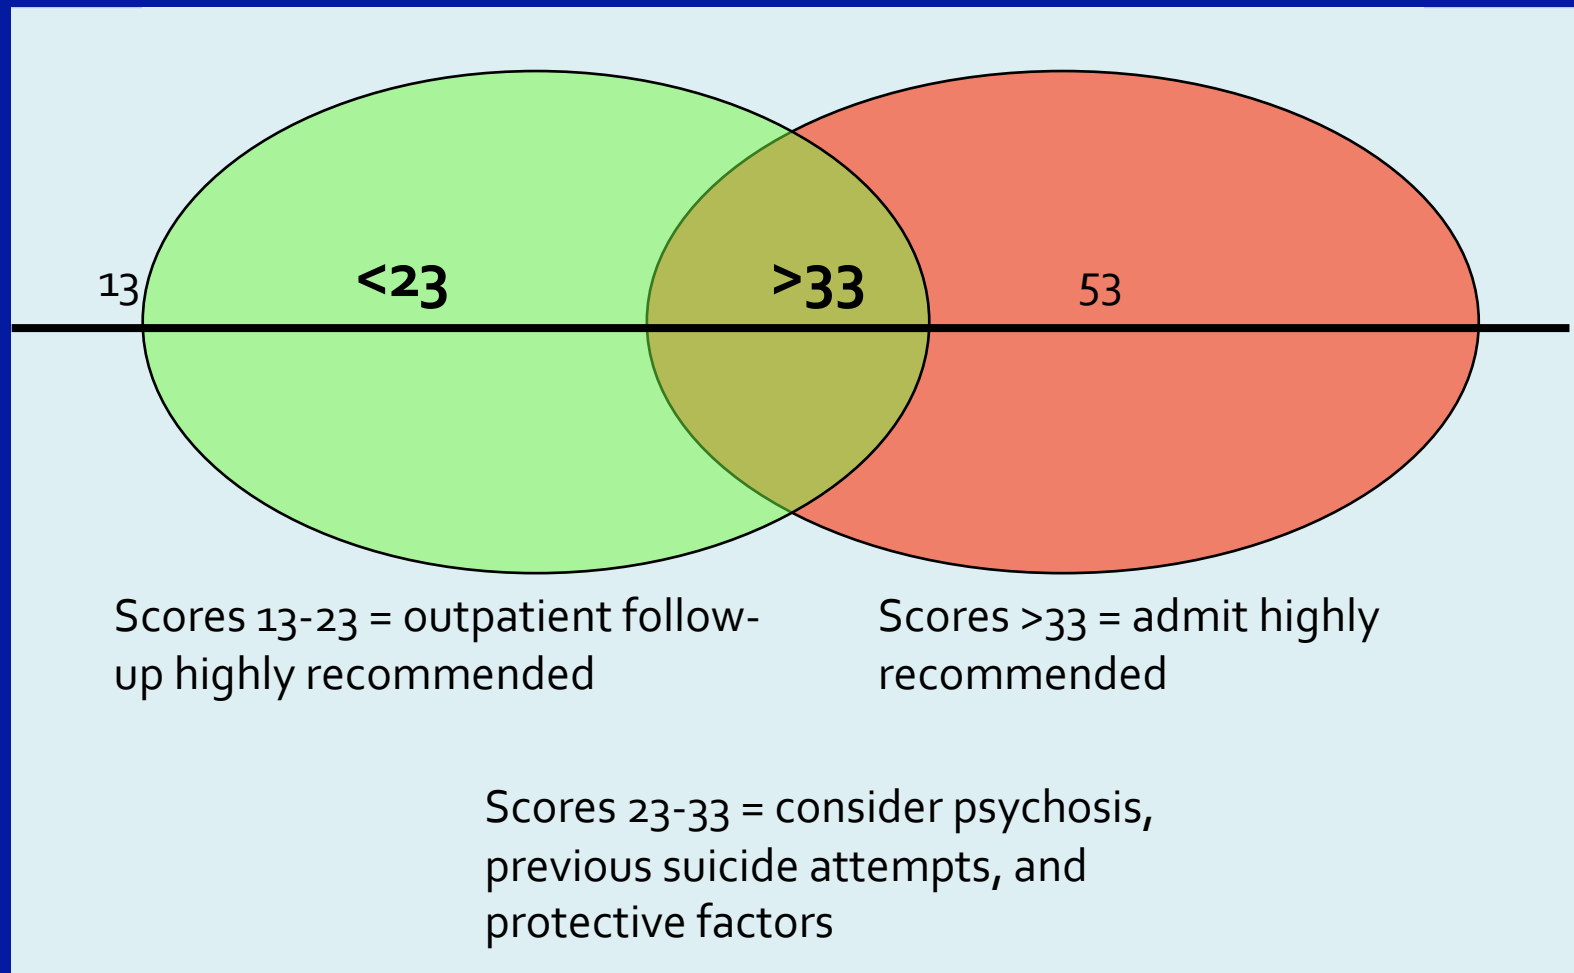 13 <23 >33 53
Scores 13-23 = outpatient follow-
up highly recommended
Scores >33 = admit highly
recommended
Scores 23-33 = consider psychosis,
previous suicide attempts, and
protective factors